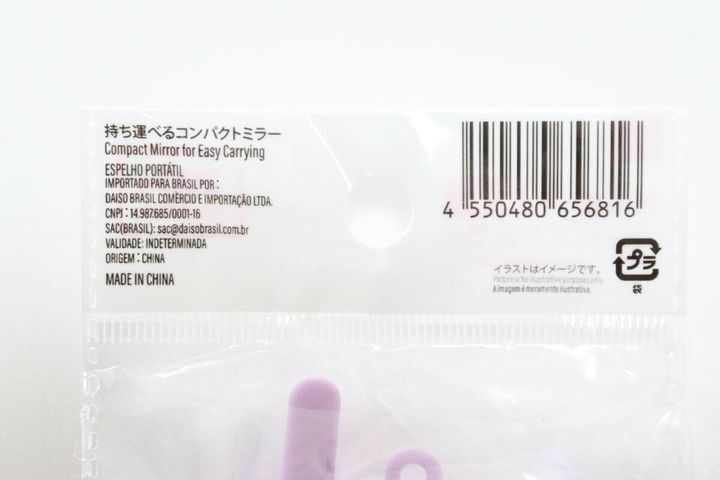 持ち運べるコンパクトミラー
Compact Mirror for Easy Carrying
ESPELHO PORTÁTIL
IMPORTADO PARA BRASIL POR :
DAISO BRASIL COMÉRCIO E IMPORTAÇÃO LTDA.
CNPJ : 14.987.685/0001-16
SAC(BRASIL): sac@daisobrasil.com.br
VALIDADE: INDETERMINADA
ORIGEM : CHINA
MADE IN CHINA
4 550480 656816
イラストはイメージです。
Picture is for illustrative purposes only.
A imagem é meramente ilustrativa.
プラ
袋